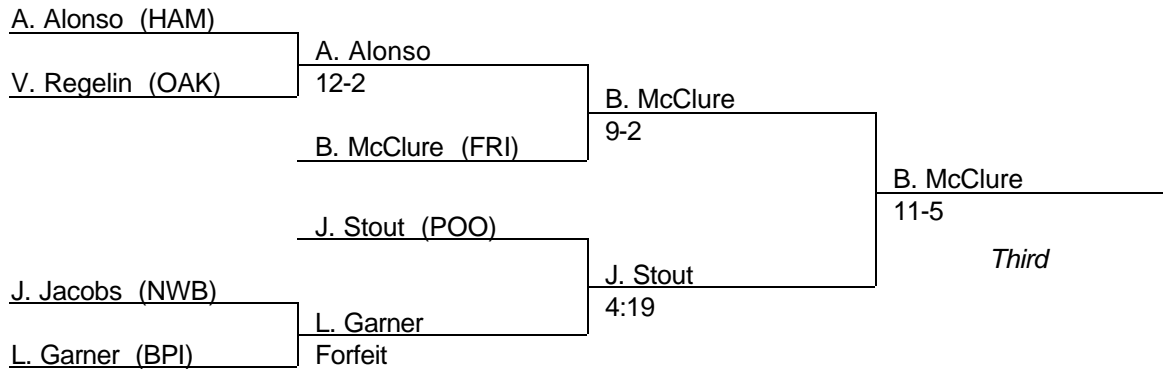 A. Alonso (HAM)
A. Alonso
V. Regelin (OAK)
12-2
B. McClure
9-2
B. McClure (FRI)
B. McClure
11-5
J. Stout (POO)
Third
J. Stout
J. Jacobs (NWB)
4:19
L. Garner
L. Garner (BPI)
Forfeit